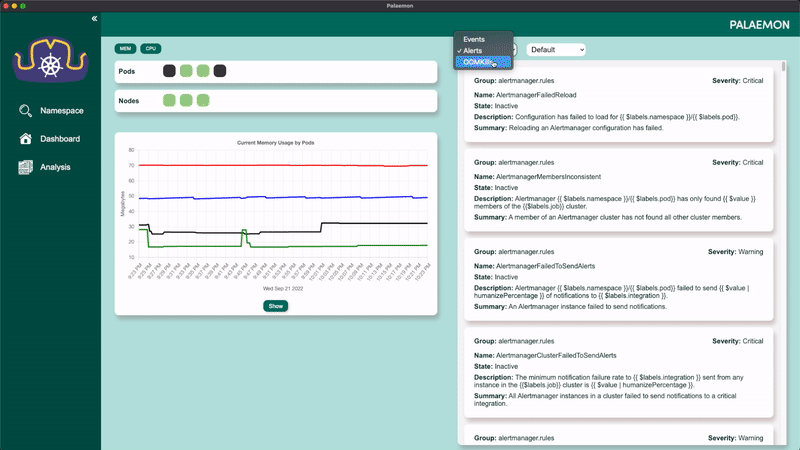 Palaemon
«
PALAEMON
Namespace
Dashboard
Analysis
MEM
CPU
Pods
Nodes
Current Memory Usage by Pods
Megabytes
80
70
60
50
40
30
20
10
9:23 PM
9:25 PM
9:27 PM
9:29 PM
9:31 PM
9:33 PM
9:35 PM
9:37 PM
9:39 PM
9:41 PM
9:43 PM
9:45 PM
9:47 PM
9:49 PM
9:51 PM
9:53 PM
9:55 PM
9:57 PM
9:59 PM
10:01 PM
10:03 PM
10:05 PM
10:07 PM
10:09 PM
10:11 PM
10:13 PM
10:15 PM
10:17 PM
10:19 PM
10:21 PM
10:23 PM
Wed Sep 21 2022
Show
Events
✓ Alerts
Default
Group: alertmanager.rules Severity: Critical
Name: AlertmanagerFailedReload
State: Inactive
Description: Configuration has failed to load for {{ $labels.namespace }}/{{ $labels.pod}}.
Summary: Reloading an Alertmanager configuration has failed.
Group: alertmanager.rules Severity: Critical
Name: AlertmanagerMembersInconsistent
State: Inactive
Description: Alertmanager {{ $labels.namespace }}/{{ $labels.pod}} has only found {{ $value }}
members of the {{$labels.job}} cluster.
Summary: A member of an Alertmanager cluster has not found all other cluster members.
Group: alertmanager.rules Severity: Warning
Name: AlertmanagerFailedToSendAlerts
State: Inactive
Description: Alertmanager {{ $labels.namespace }}/{{ $labels.pod}} failed to send {{ $value |
humanizePercentage }} of notifications to {{ $labels.integration }}.
Summary: An Alertmanager instance failed to send notifications.
Group: alertmanager.rules Severity: Critical
Name: AlertmanagerClusterFailedToSendAlerts
State: Inactive
Description: The minimum notification failure rate to {{ $labels.integration }} sent from any
instance in the {{$labels.job}} cluster is {{ $value | humanizePercentage }}.
Summary: All Alertmanager instances in a cluster failed to send notifications to a critical
integration.
Group: alertmanager.rules Severity: Warning